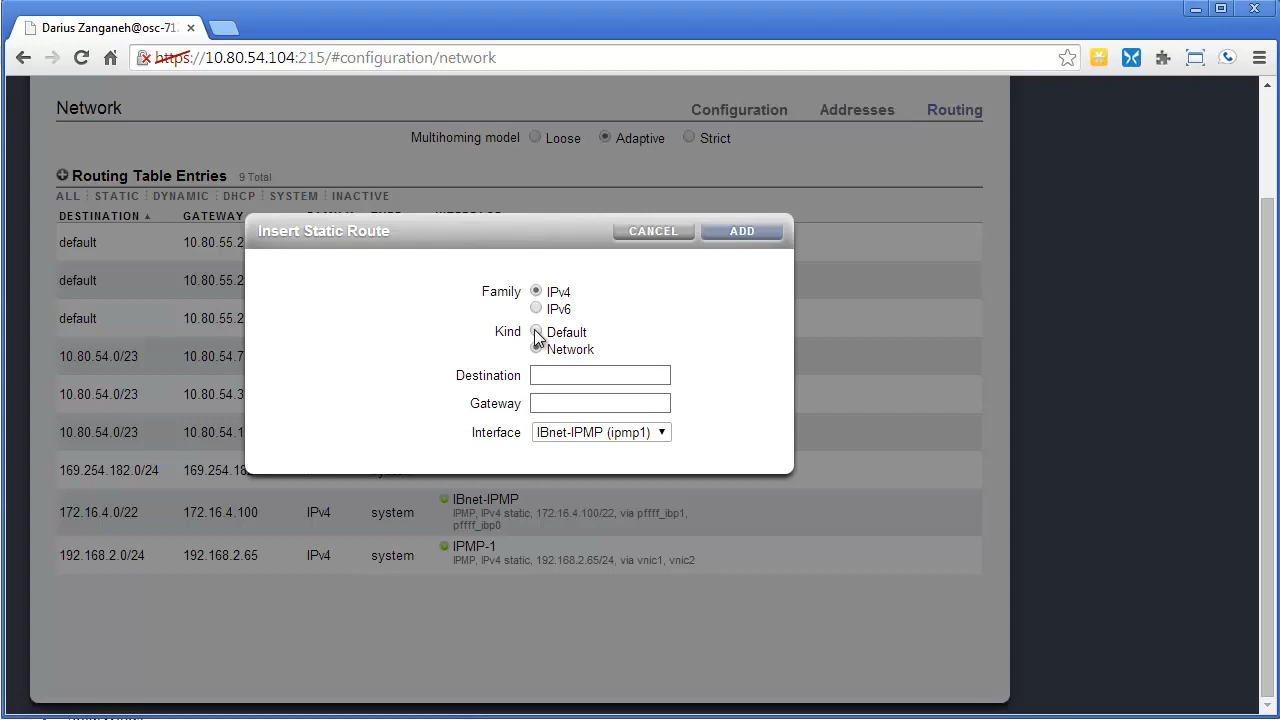 Darius Zanganeh@osc-71
https://10.80.54.104:215/#configuration/network
Network
Configuration Addresses Routing
Multihoming model Loose Adaptive Strict
Routing Table Entries 9 Total
ALL STATIC DYNAMIC DHCP SYSTEM INACTIVE
DESTINATION GATEWAY
default 10.80.55.2
default 10.80.55.2
default 10.80.55.2
10.80.54.0/23 10.80.54.7
10.80.54.0/23 10.80.54.3
10.80.54.0/23 10.80.54
169.254.182.0/24 169.254.18
172.16.4.0/22 172.16.4.100 IPv4 system IBnet-IPMP
IPMP, IPv4 static, 172.16.4.100/22, via pffff_ibp1,
pffff_ibp0
192.168.2.0/24 192.168.2.65 IPv4 system IPMP-1
IPMP, IPv4 static, 192.168.2.65/24, via vnic1, vnic2
Insert Static Route CANCEL ADD
Family IPv4
IPv6
Kind Default
Network
Destination
Gateway
Interface IBnet-IPMP (ipmp1)